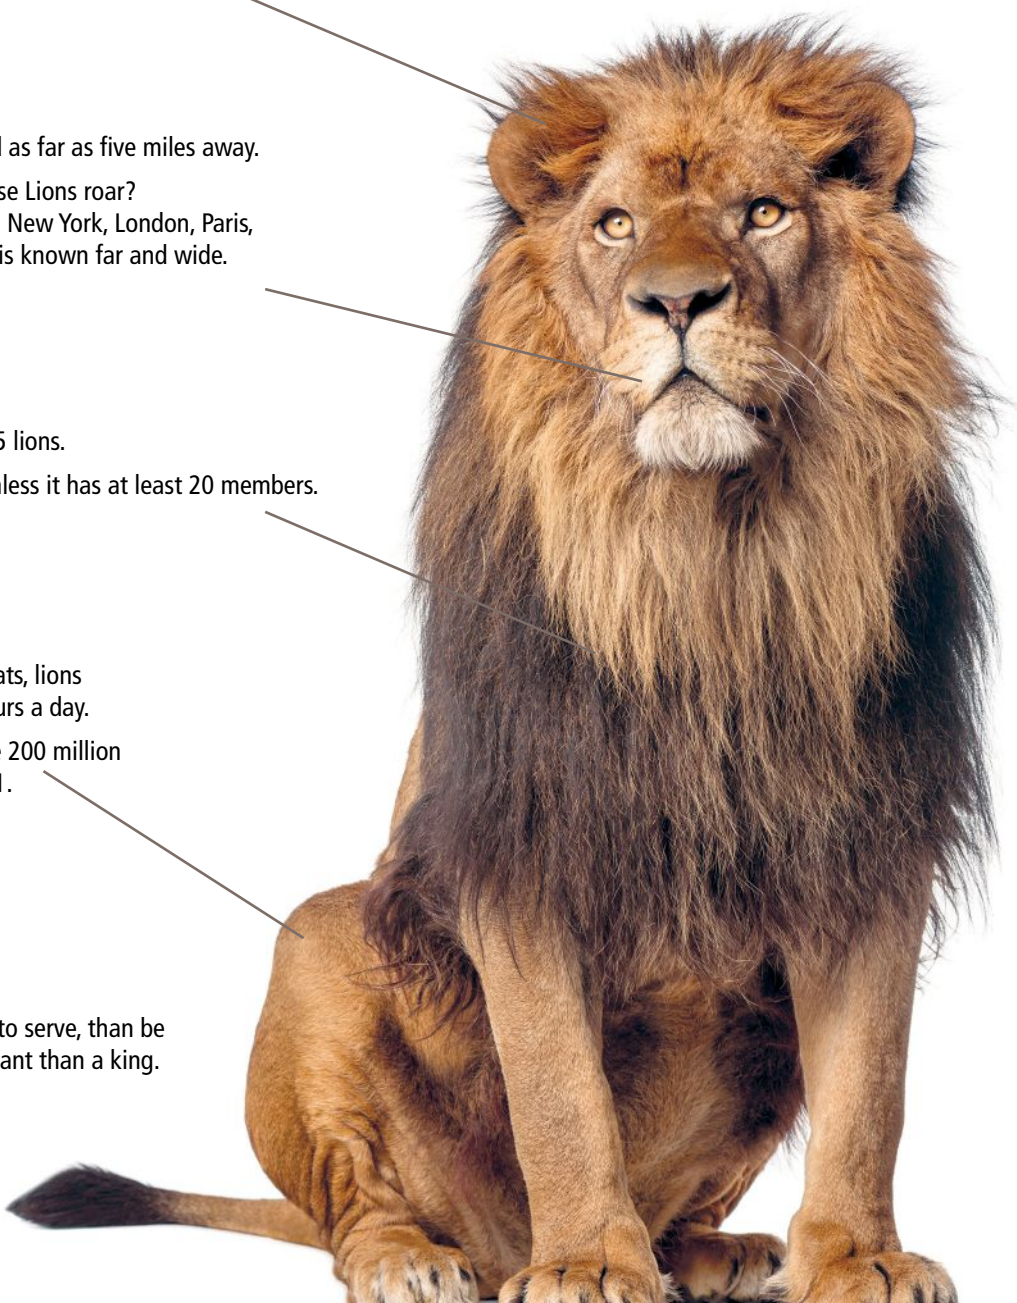 as far as five miles away.
se Lions roar?
New York, London, Paris,
is known far and wide.
5 lions.
less it has at least 20 members.
ats, lions
urs a day.
200 million
1.
to serve, than be
ant than a king.